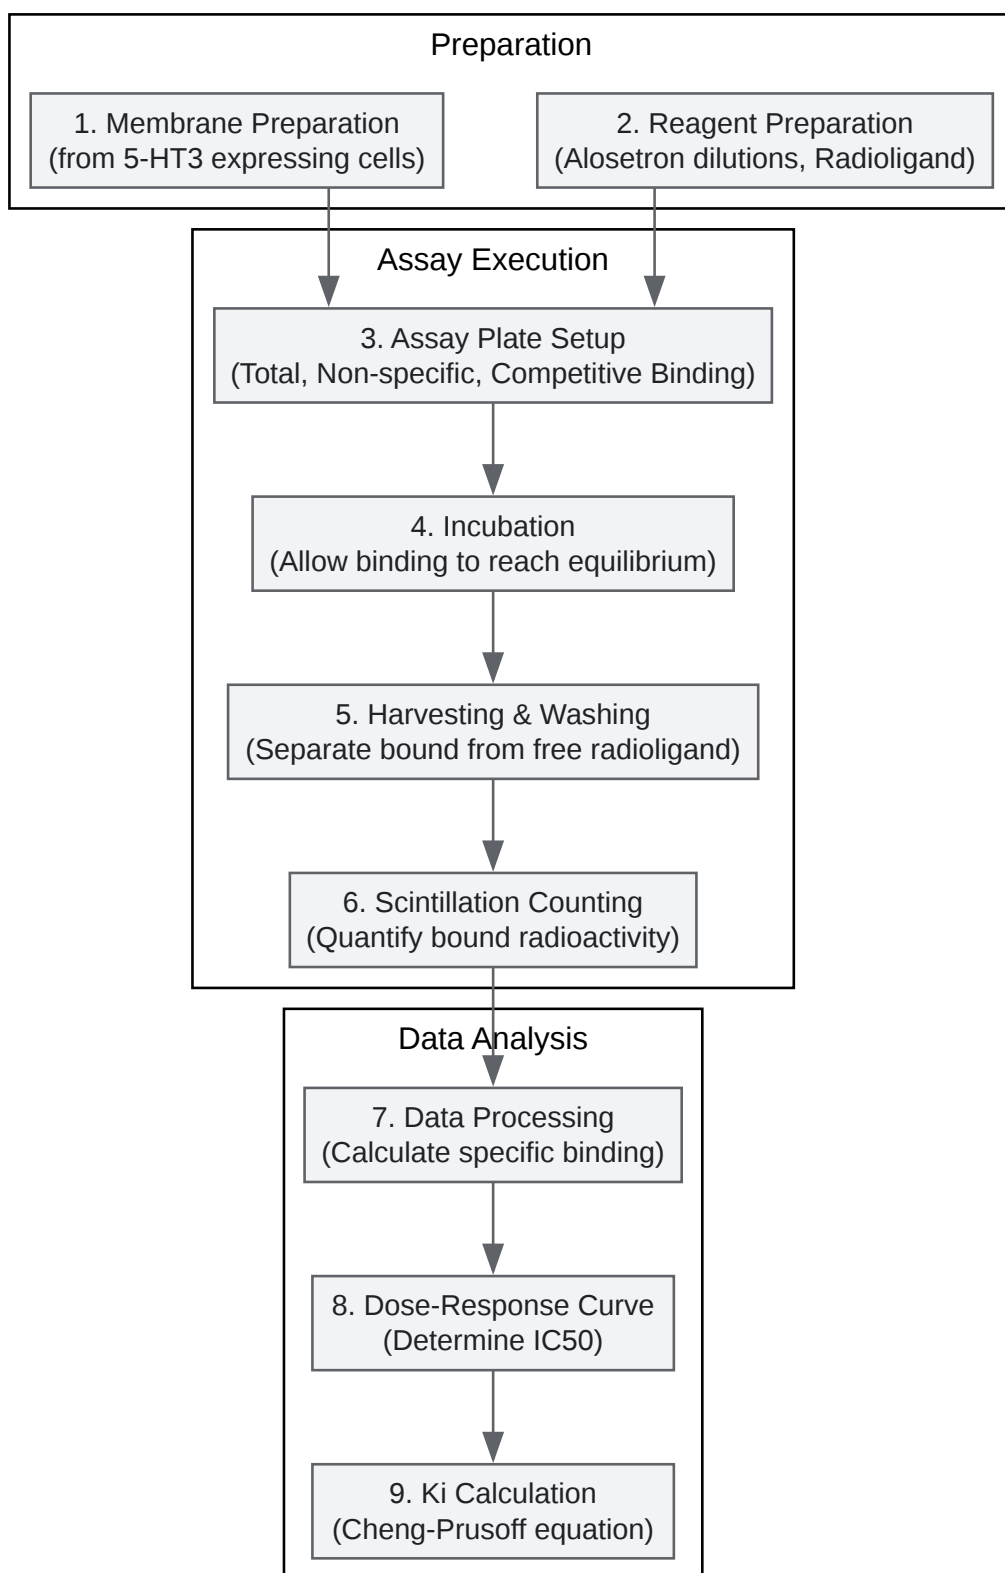 Preparation
1. Membrane Preparation
(from 5-HT3 expressing cells)
2. Reagent Preparation
(Alosetron dilutions, Radioligand)
Assay Execution
3. Assay Plate Setup
(Total, Non-specific, Competitive Binding)
4. Incubation
(Allow binding to reach equilibrium)
5. Harvesting & Washing
(Separate bound from free radioligand)
6. Scintillation Counting
(Quantify bound radioactivity)
Data Analysis
7. Data Processing
(Calculate specific binding)
8. Dose-Response Curve
(Determine IC50)
9. Ki Calculation
(Cheng-Prusoff equation)